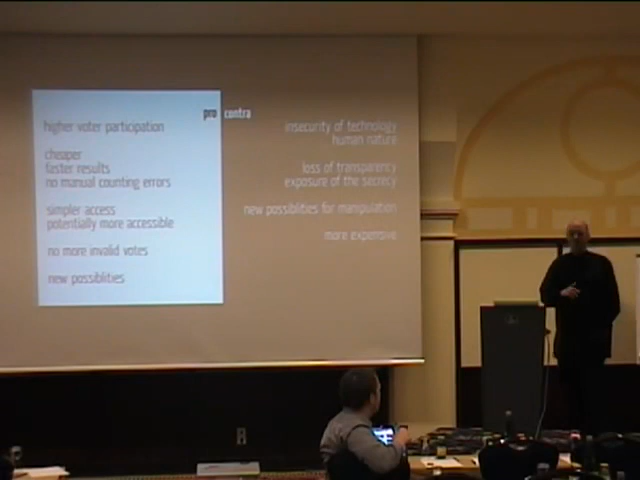 pro contra
higher voter participation
cheaper
faster results
no manual counting errors
simpler access
potentially more accessible
no more invalid votes
new possiblities
insecurity of technology
human nature
loss of transparency
exposure of the secrecy
new possiblities for manipulation
more expensive